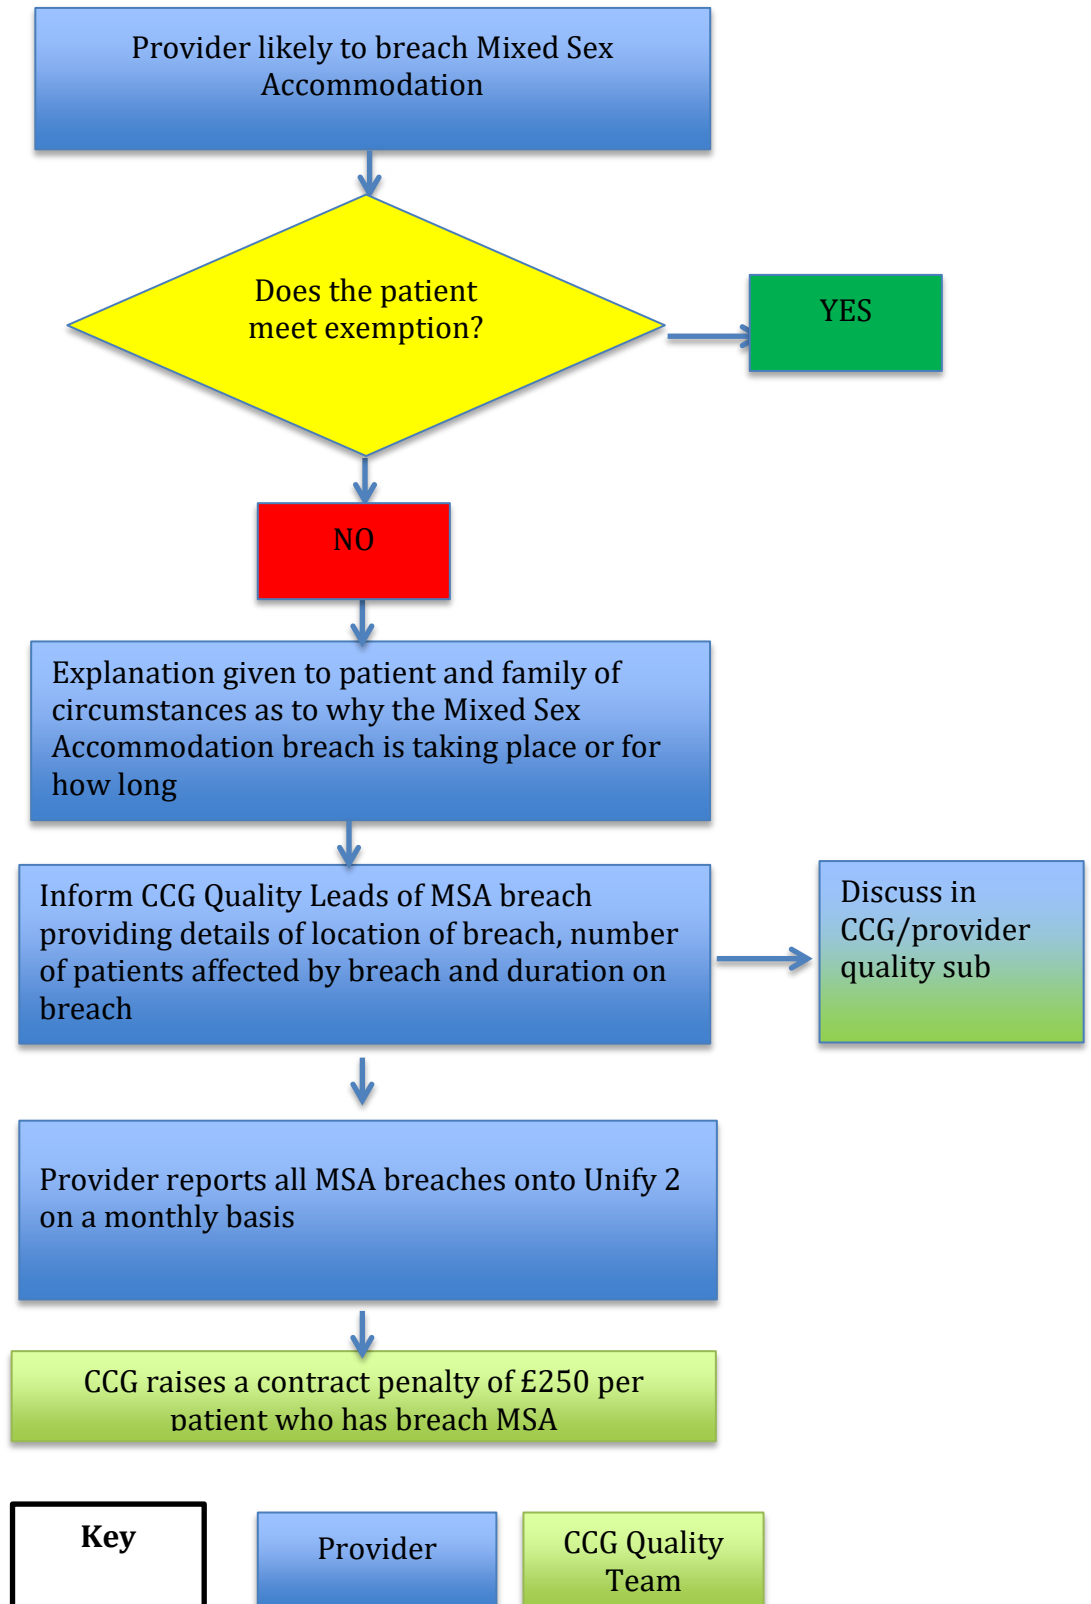 Provider likely to breach Mixed Sex
Accommodation
Does the patient
meet exemption?
YES
NO
Explanation given to patient and family of
circumstances as to why the Mixed Sex
Accommodation breach is taking place or for
how long
Inform CCG Quality Leads of MSA breach
providing details of location of breach, number
of patients affected by breach and duration on
breach
Discuss in
CCG/provider
quality sub
Provider reports all MSA breaches onto Unify 2
on a monthly basis
CCG raises a contract penalty of £250 per
patient who has breach MSA
Key
Provider
CCG Quality
Team